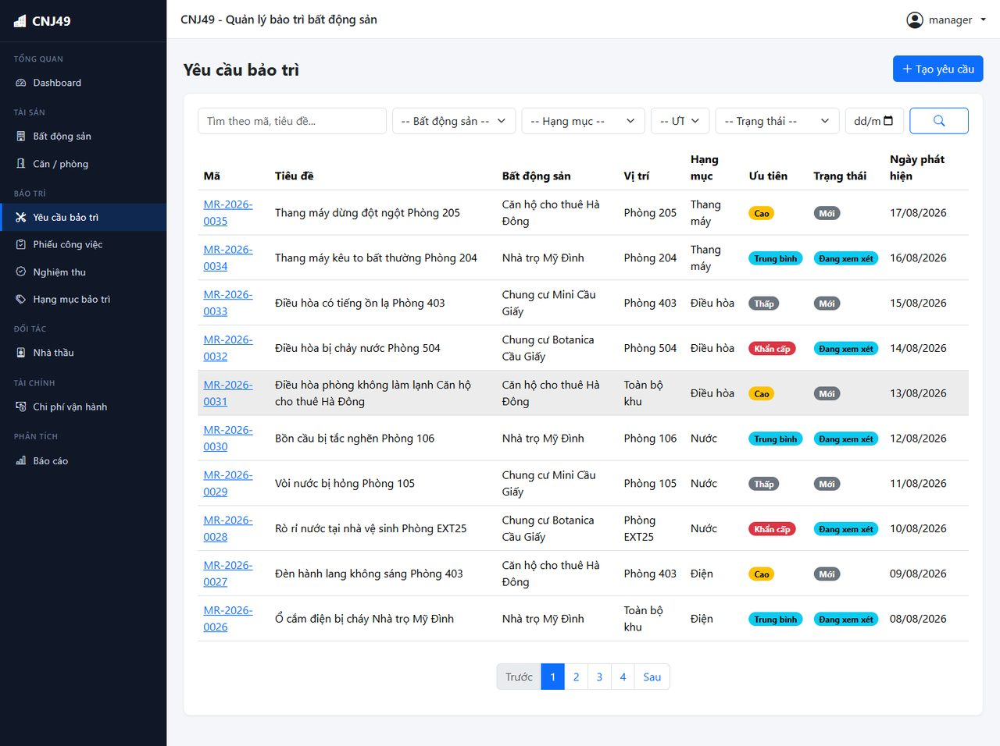 CNJ49
CNJ49 - Quản lý bảo trì bất động sản
manager
TỔNG QUAN
Dashboard
TÀI SẢN
Bất động sản
Căn / phòng
BẢO TRÌ
Yêu cầu bảo trì
Phiếu công việc
Nghiệm thu
Hạng mục bảo trì
ĐỐI TÁC
Nhà thầu
TÀI CHÍNH
Chi phí vận hành
PHÂN TÍCH
Báo cáo
Yêu cầu bảo trì
+ Tạo yêu cầu
Tìm theo mã, tiêu đề...
-- Bất động sản --
-- Hạng mục --
-- ƯT
-- Trạng thái --
dd/m
Mã Tiêu đề Bất động sản Vị trí Hạng mục Ưu tiên Trạng thái Ngày phát hiện
MR-2026-0035 Thang máy dừng đột ngột Phòng 205 Căn hộ cho thuê Hà Đông Phòng 205 Thang máy Cao Mới 17/08/2026
MR-2026-0034 Thang máy kêu to bất thường Phòng 204 Nhà trọ Mỹ Đình Phòng 204 Thang máy Trung bình Đang xem xét 16/08/2026
MR-2026-0033 Điều hòa có tiếng ồn lạ Phòng 403 Chung cư Mini Cầu Giấy Phòng 403 Điều hòa Thấp Mới 15/08/2026
MR-2026-0032 Điều hòa bị chảy nước Phòng 504 Chung cư Botanica Cầu Giấy Phòng 504 Điều hòa Khẩn cấp Đang xem xét 14/08/2026
MR-2026-0031 Điều hòa phòng không làm lạnh Căn hộ cho thuê Hà Đông Căn hộ cho thuê Hà Đông Toàn bộ khu Điều hòa Cao Mới 13/08/2026
MR-2026-0030 Bồn cầu bị tắc nghẽn Phòng 106 Nhà trọ Mỹ Đình Phòng 106 Nước Trung bình Đang xem xét 12/08/2026
MR-2026-0029 Vòi nước bị hỏng Phòng 105 Chung cư Mini Cầu Giấy Phòng 105 Nước Thấp Mới 11/08/2026
MR-2026-0028 Rò rỉ nước tại nhà vệ sinh Phòng EXT25 Chung cư Botanica Cầu Giấy Phòng EXT25 Nước Khẩn cấp Đang xem xét 10/08/2026
MR-2026-0027 Đèn hành lang không sáng Phòng 403 Căn hộ cho thuê Hà Đông Phòng 403 Điện Cao Mới 09/08/2026
MR-2026-0026 Ổ cắm điện bị cháy Nhà trọ Mỹ Đình Nhà trọ Mỹ Đình Toàn bộ khu Điện Trung bình Đang xem xét 08/08/2026
Trước 1 2 3 4 Sau